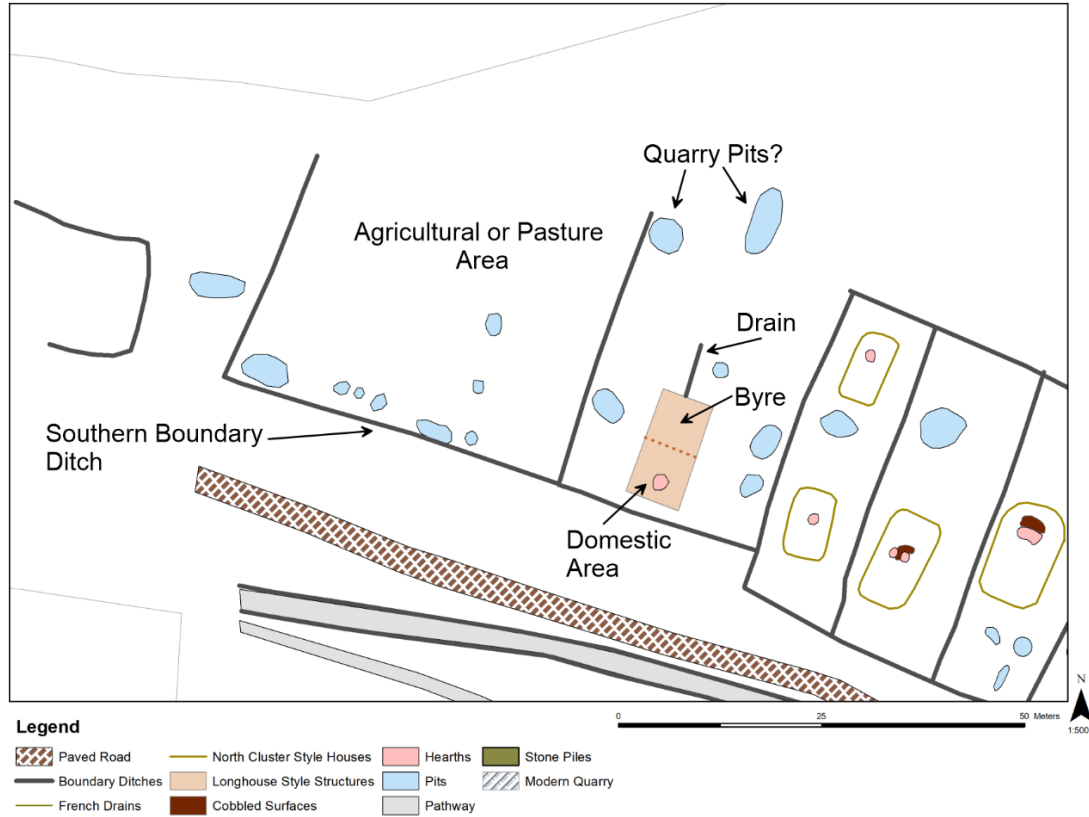 Quarry Pits?
Agricultural or Pasture
Area
Drain
Byre
Southern Boundary
Ditch
Domestic
Area
N
0 25 50 Meters
1:500
Legend
Paved Road
Boundary Ditches
French Drains
North Cluster Style Houses
Longhouse Style Structures
Cobbled Surfaces
Hearths
Pits
Pathway
Stone Piles
Modern Quarry